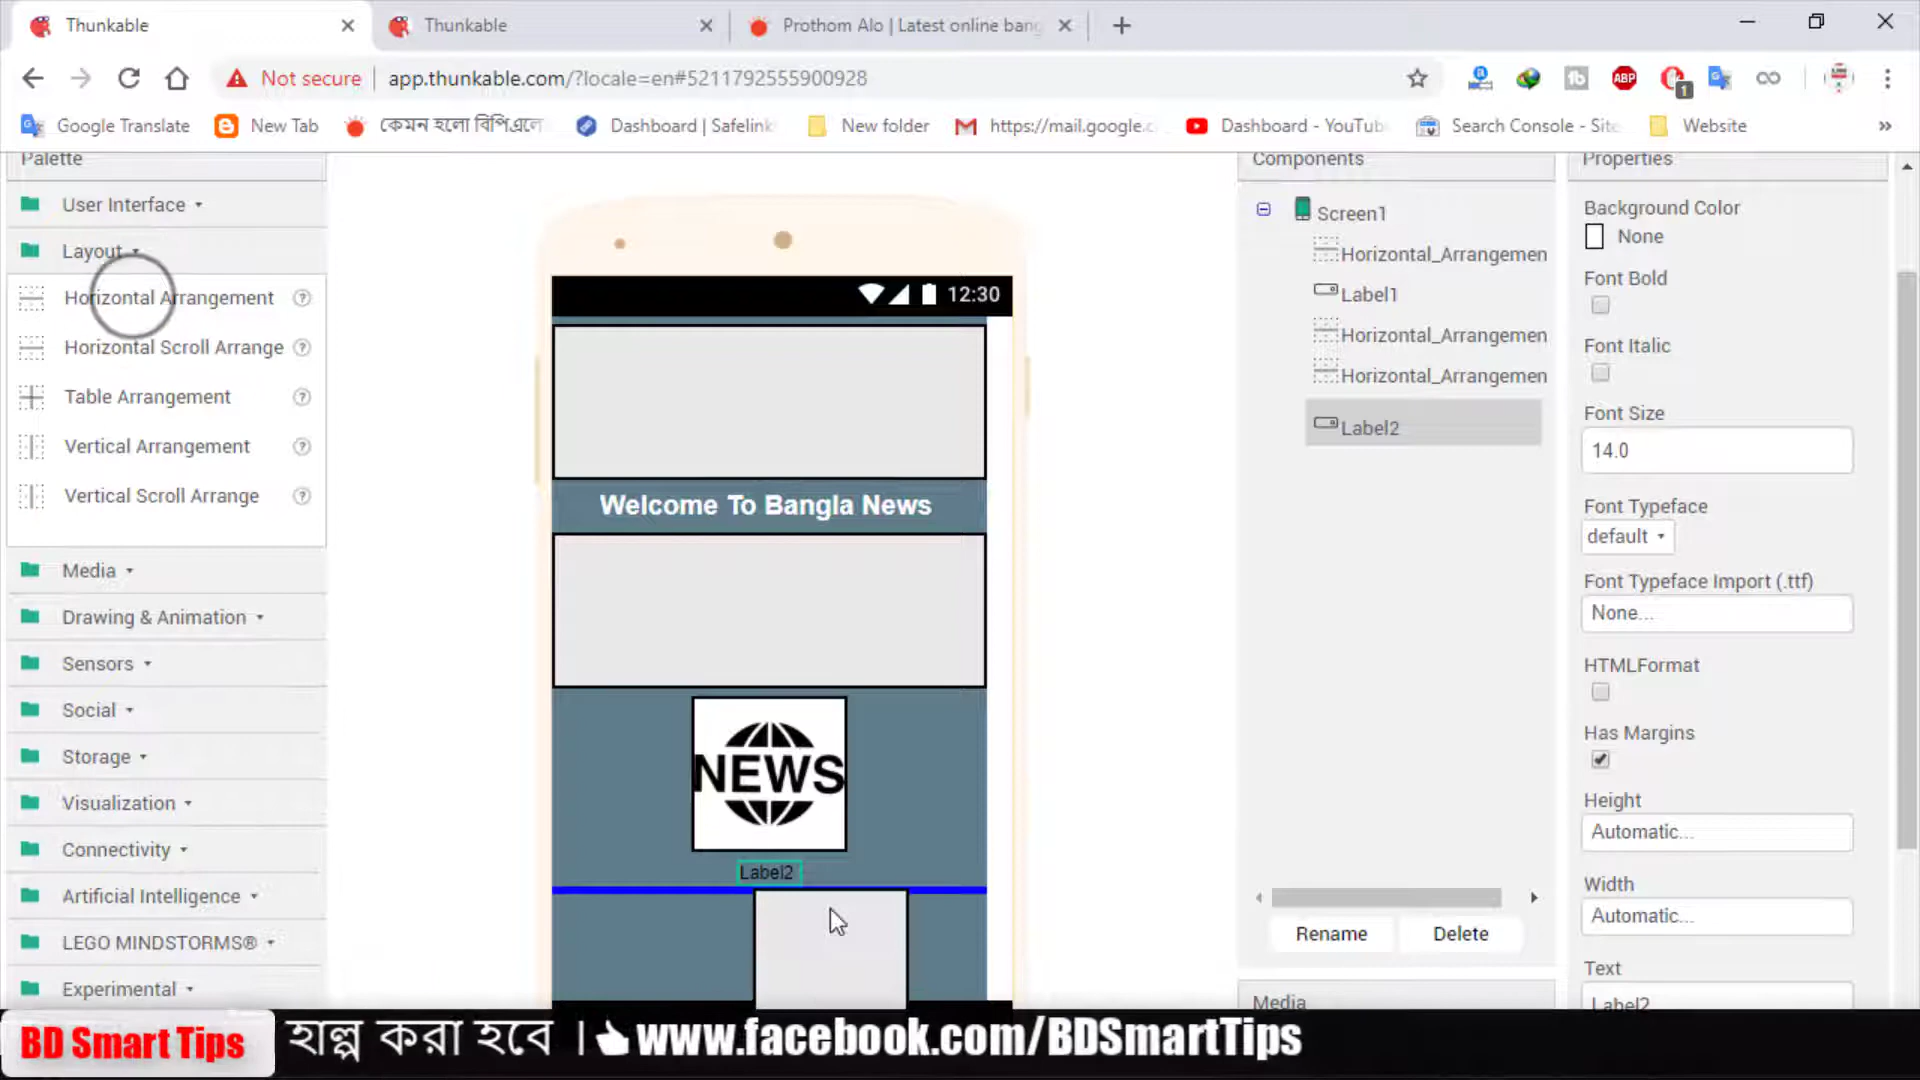 Thunkable
Thunkable
Prothom Alo | Latest online bang
Not secure
app.thunkable.com/?locale=en#5211792555900928
ABP
1
Google Translate
New Tab
কেমন হলো বিপিএলে
Dashboard | Safelink
New folder
https://mail.google.c
Dashboard - YouTube
Search Console - Site
Website
Palette
User Interface
Layout
Horizontal Arrangement
Horizontal Scroll Arrange
Table Arrangement
Vertical Arrangement
Vertical Scroll Arrange
Media
Drawing & Animation
Sensors
Social
Storage
Visualization
Connectivity
Artificial Intelligence
LEGO MINDSTORMS®
Experimental
12:30
Welcome To Bangla News
NEWS
Label2
Components
Screen1
Horizontal_Arrangemen
Label1
Horizontal_Arrangemen
Horizontal_Arrangemen
Label2
Rename
Delete
Media
Properties
Background Color
None
Font Bold
Font Italic
Font Size
14.0
Font Typeface
default
Font Typeface Import (.ttf)
None...
HTMLFormat
Has Margins
Height
Automatic...
Width
Automatic...
Text
Label2
BD Smart Tips
হাল্প করা হবে । www.facebook.com/BDSmartTips